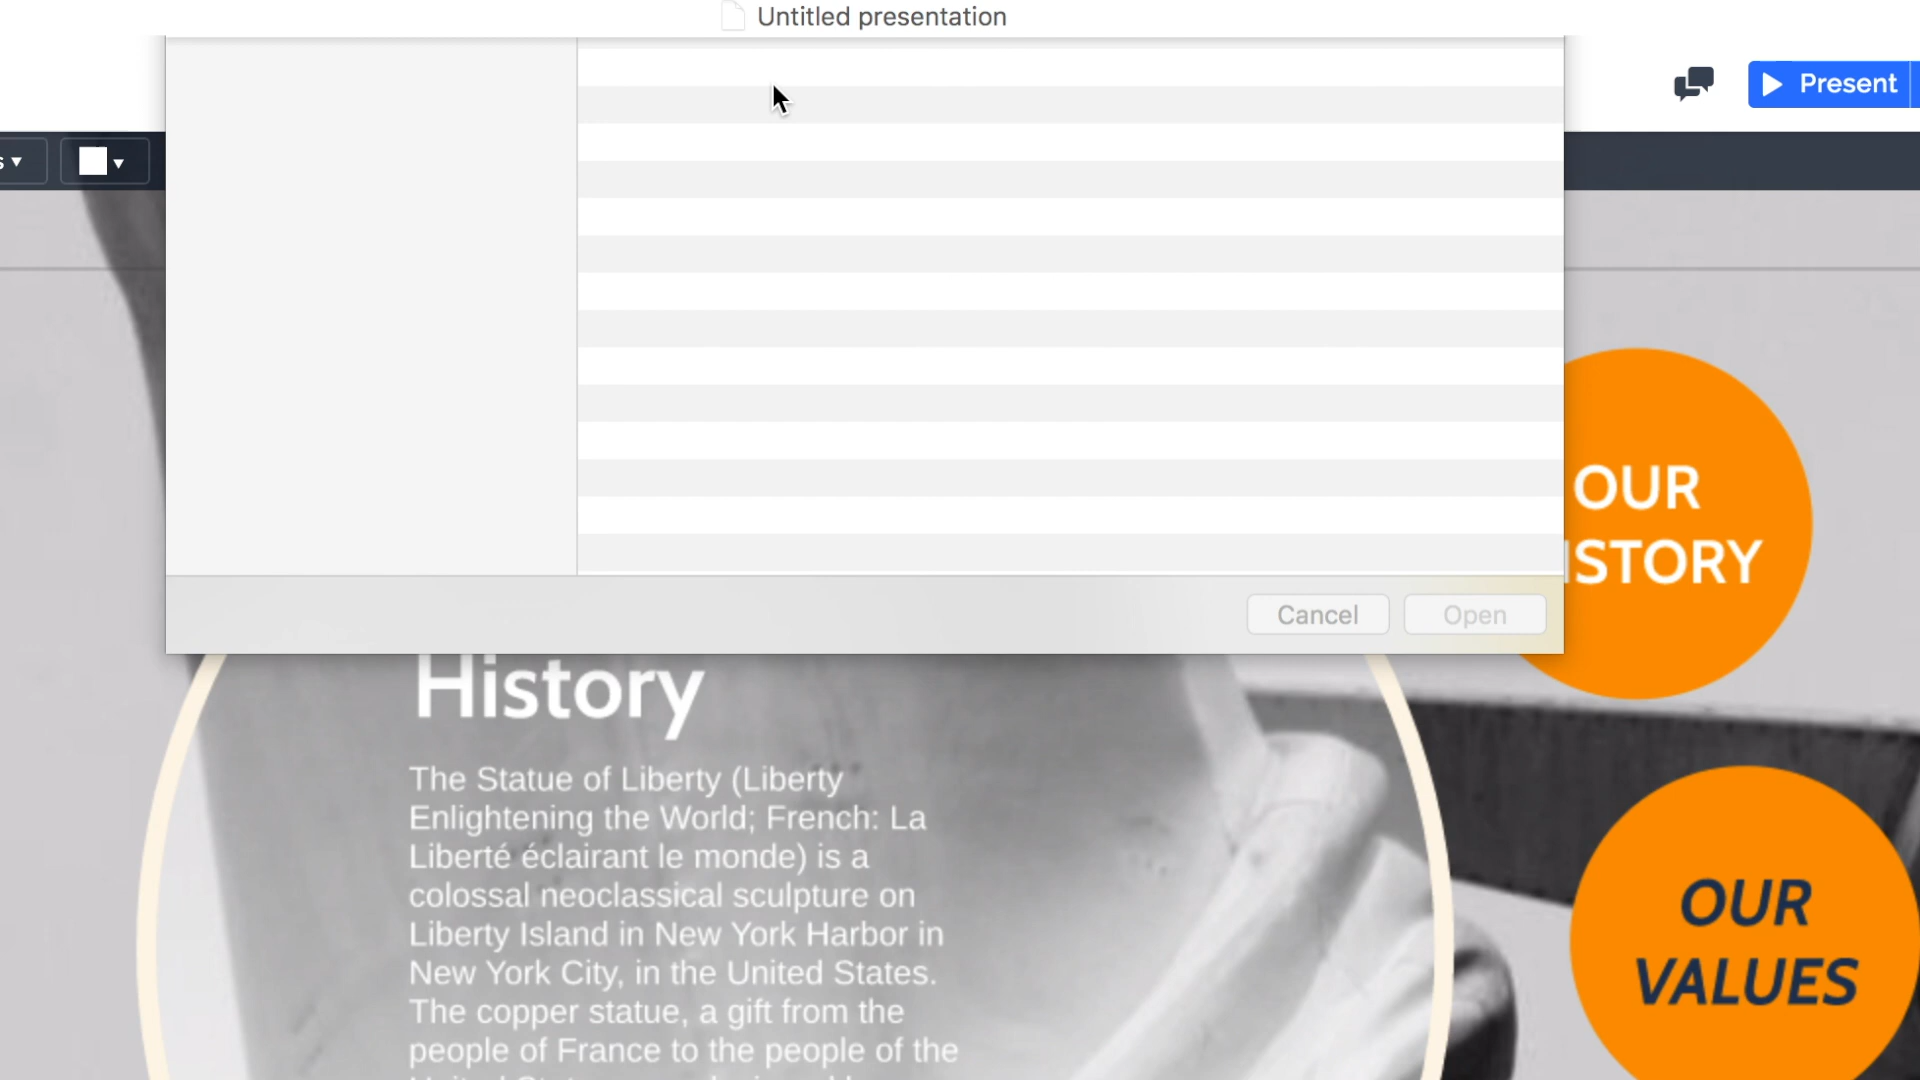 Untitled presentation
Present
Cancel
Open
OUR
ISTORY
History
The Statue of Liberty (Liberty
Enlightening the World; French: La
Liberté éclairant le monde) is a
colossal neoclassical sculpture on
Liberty Island in New York Harbor in
New York City, in the United States.
The copper statue, a gift from the
people of France to the people of the
OUR
VALUES